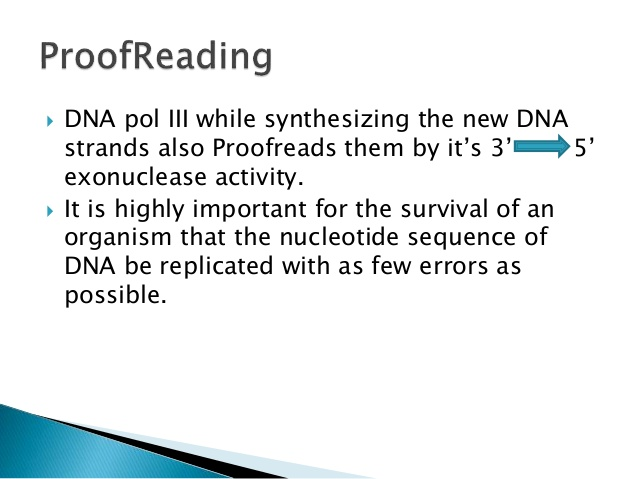 ProofReading
DNA pol III while synthesizing the new DNA
strands also Proofreads them by it’s 3’ 5’
exonuclease activity.
It is highly important for the survival of an
organism that the nucleotide sequence of
DNA be replicated with as few errors as
possible.